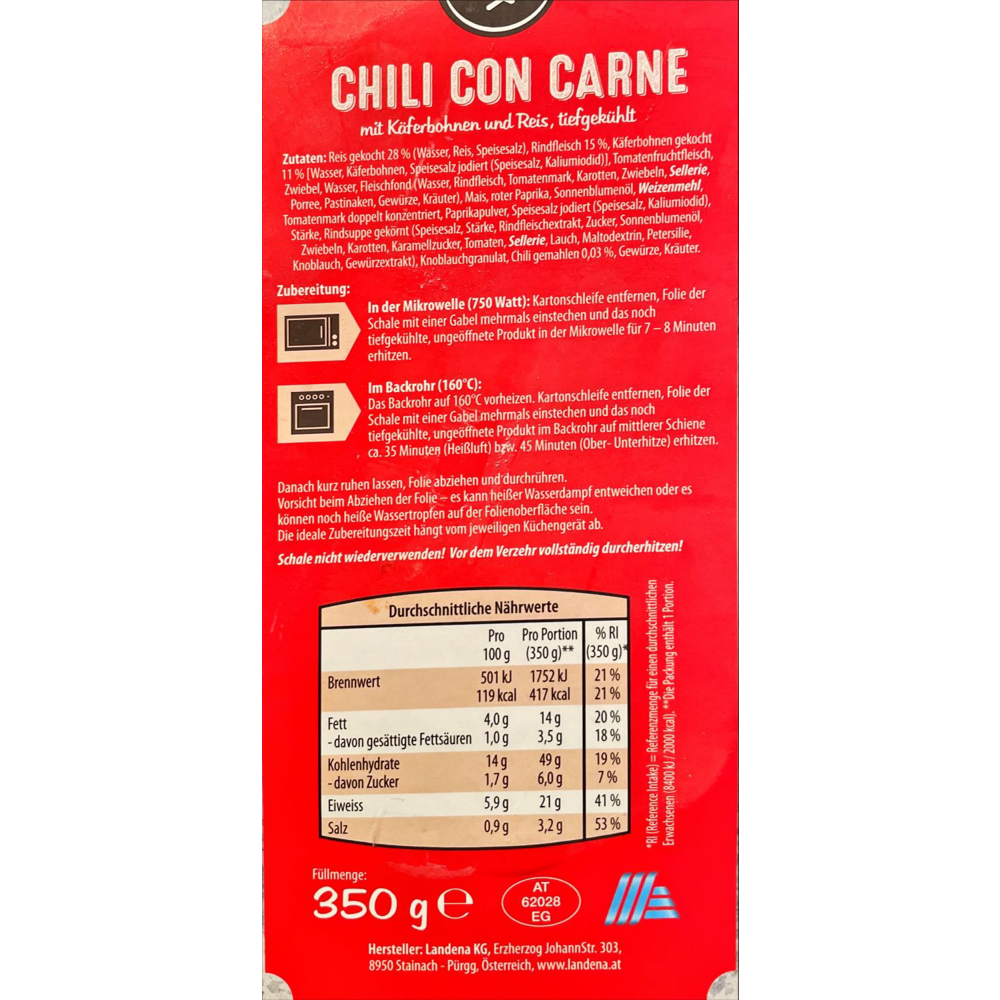 CHILI CON CARNE
mit Käferbohnen und Reis, tiefgekühlt
Zutaten: Reis gekocht 28 % (Wasser, Reis, Speisesalz), Rindfleisch 15 %, Käferbohnen gekocht
11 % [Wasser, Käferbohnen, Speisesalz jodiert (Speisesalz, Kaliumiodid)], Tomatenfruchtfleisch,
Zwiebel, Wasser, Fleischfond (Wasser, Rindfleisch, Tomatenmark, Karotten, Zwiebeln, Sellerie,
Porree, Pastinaken, Gewürze, Kräuter), Mais, roter Paprika, Sonnenblumenöl, Weizenmehl,
Tomatenmark doppelt konzentriert, Paprikapulver, Speisesalz jodiert (Speisesalz, Kaliumiodid),
Stärke, Rindsuppe gekörnt (Speisesalz, Stärke, Rindfleischextrakt, Zucker, Sonnenblumenöl,
Zwiebeln, Karotten, Karamellzucker, Tomaten, Sellerie, Lauch, Maltodextrin, Petersilie,
Knoblauch, Gewürzextrakt), Knoblauchgranulat, Chili gemahlen 0,03 %, Gewürze, Kräuter.
Zubereitung:
In der Mikrowelle (750 Watt): Kartonschleife entfernen, Folie der
Schale mit einer Gabel mehrmals einstechen und das noch
tiefgekühlte, ungeöffnete Produkt in der Mikrowelle für 7 – 8 Minuten
erhitzen.
Im Backrohr (160°C):
Das Backrohr auf 160°C vorheizen. Kartonschleife entfernen, Folie der
Schale mit einer Gabel mehrmals einstechen und das noch
tiefgekühlte, ungeöffnete Produkt im Backrohr auf mittlerer Schiene
ca. 35 Minuten (Heißluft) bzw. 45 Minuten (Ober- Unterhitze) erhitzen.
Danach kurz ruhen lassen, Folie abziehen und durchrühren.
Vorsicht beim Abziehen der Folie – es kann heißer Wasserdampf entweichen oder es
können noch heiße Wassertropfen auf der Folienoberfläche sein.
Die ideale Zubereitungszeit hängt vom jeweiligen Küchengerät ab.
Schale nicht wiederverwenden! Vor dem Verzehr vollständig durcherhitzen!
Durchschnittliche Nährwerte
Pro Pro Portion % RI
100 g (350 g)** (350 g)*
Brennwert 501 kJ 1752 kJ 21 %
119 kcal 417 kcal 21 %
Fett 4,0 g 14 g 20 %
- davon gesättigte Fettsäuren 1,0 g 3,5 g 18 %
Kohlenhydrate 14 g 49 g 19 %
- davon Zucker 1,7 g 6,0 g 7 %
Eiweiss 5,9 g 21 g 41 %
Salz 0,9 g 3,2 g 53 %
*RI (Reference Intake) = Referenzmenge für einen durchschnittlichen
Erwachsenen (8400 kJ / 2000 kcal). **Die Packung enthält 1 Portion.
Füllmenge:
350 g ℮
AT
62028
EG
Hersteller: Landena KG, Erzherzog JohannStr. 303,
8950 Stainach - Pürgg, Österreich, www.landena.at